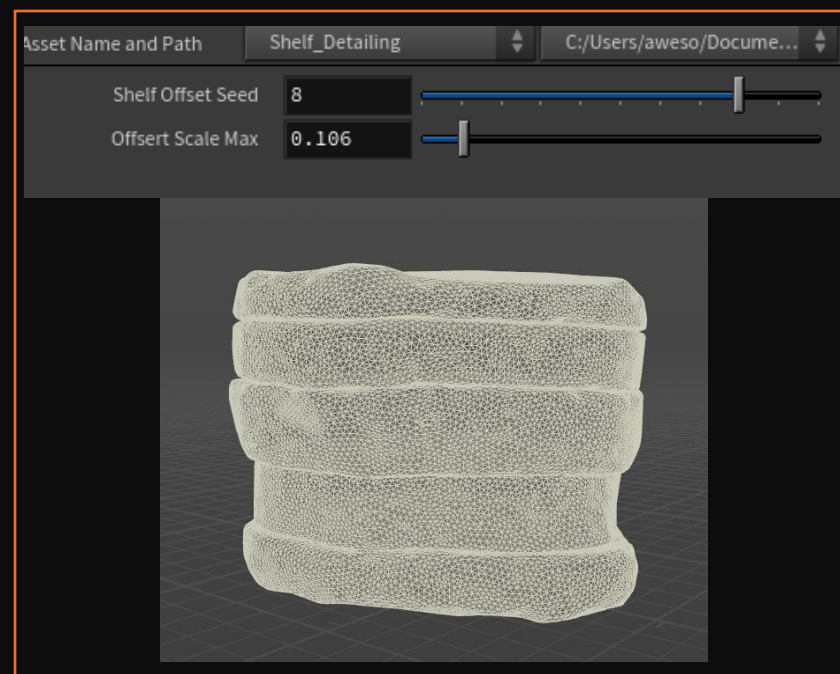 Asset Name and Path Shelf_Detailing C:/Users/aweso/Docume...
Shelf Offset Seed 8
Offsert Scale Max 0.106